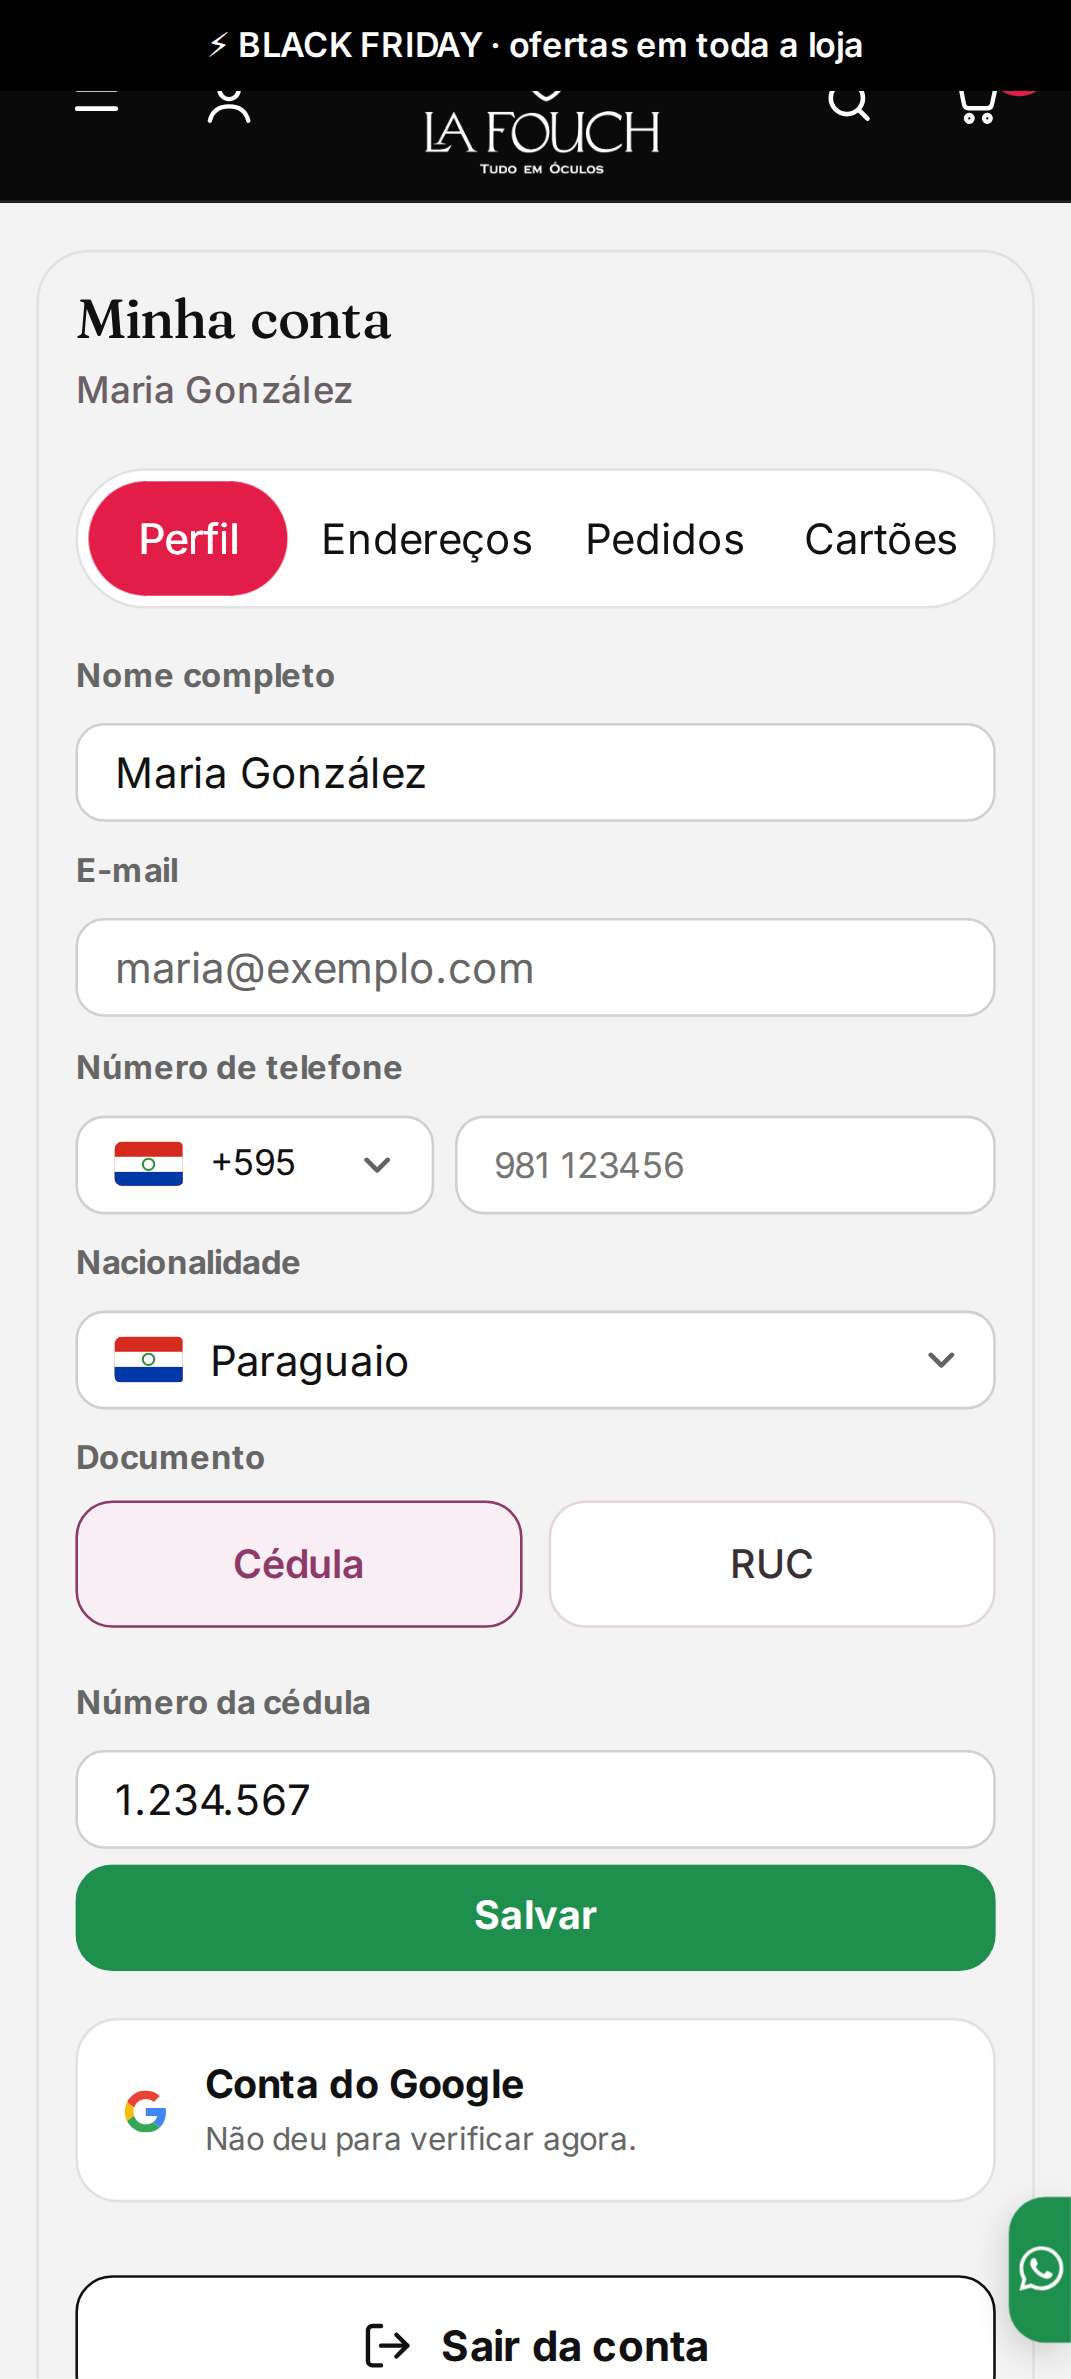 ⚡ BLACK FRIDAY · ofertas em toda a loja
LA FOUCH
TUDO EM ÓCULOS
Minha conta
Maria González
Perfil Endereços Pedidos Cartões
Nome completo
Maria González
E-mail
maria@exemplo.com
Número de telefone
+595 981 123456
Nacionalidade
Paraguaio
Documento
Cédula RUC
Número da cédula
1.234.567
Salvar
Conta do Google
Não deu para verificar agora.
Sair da conta